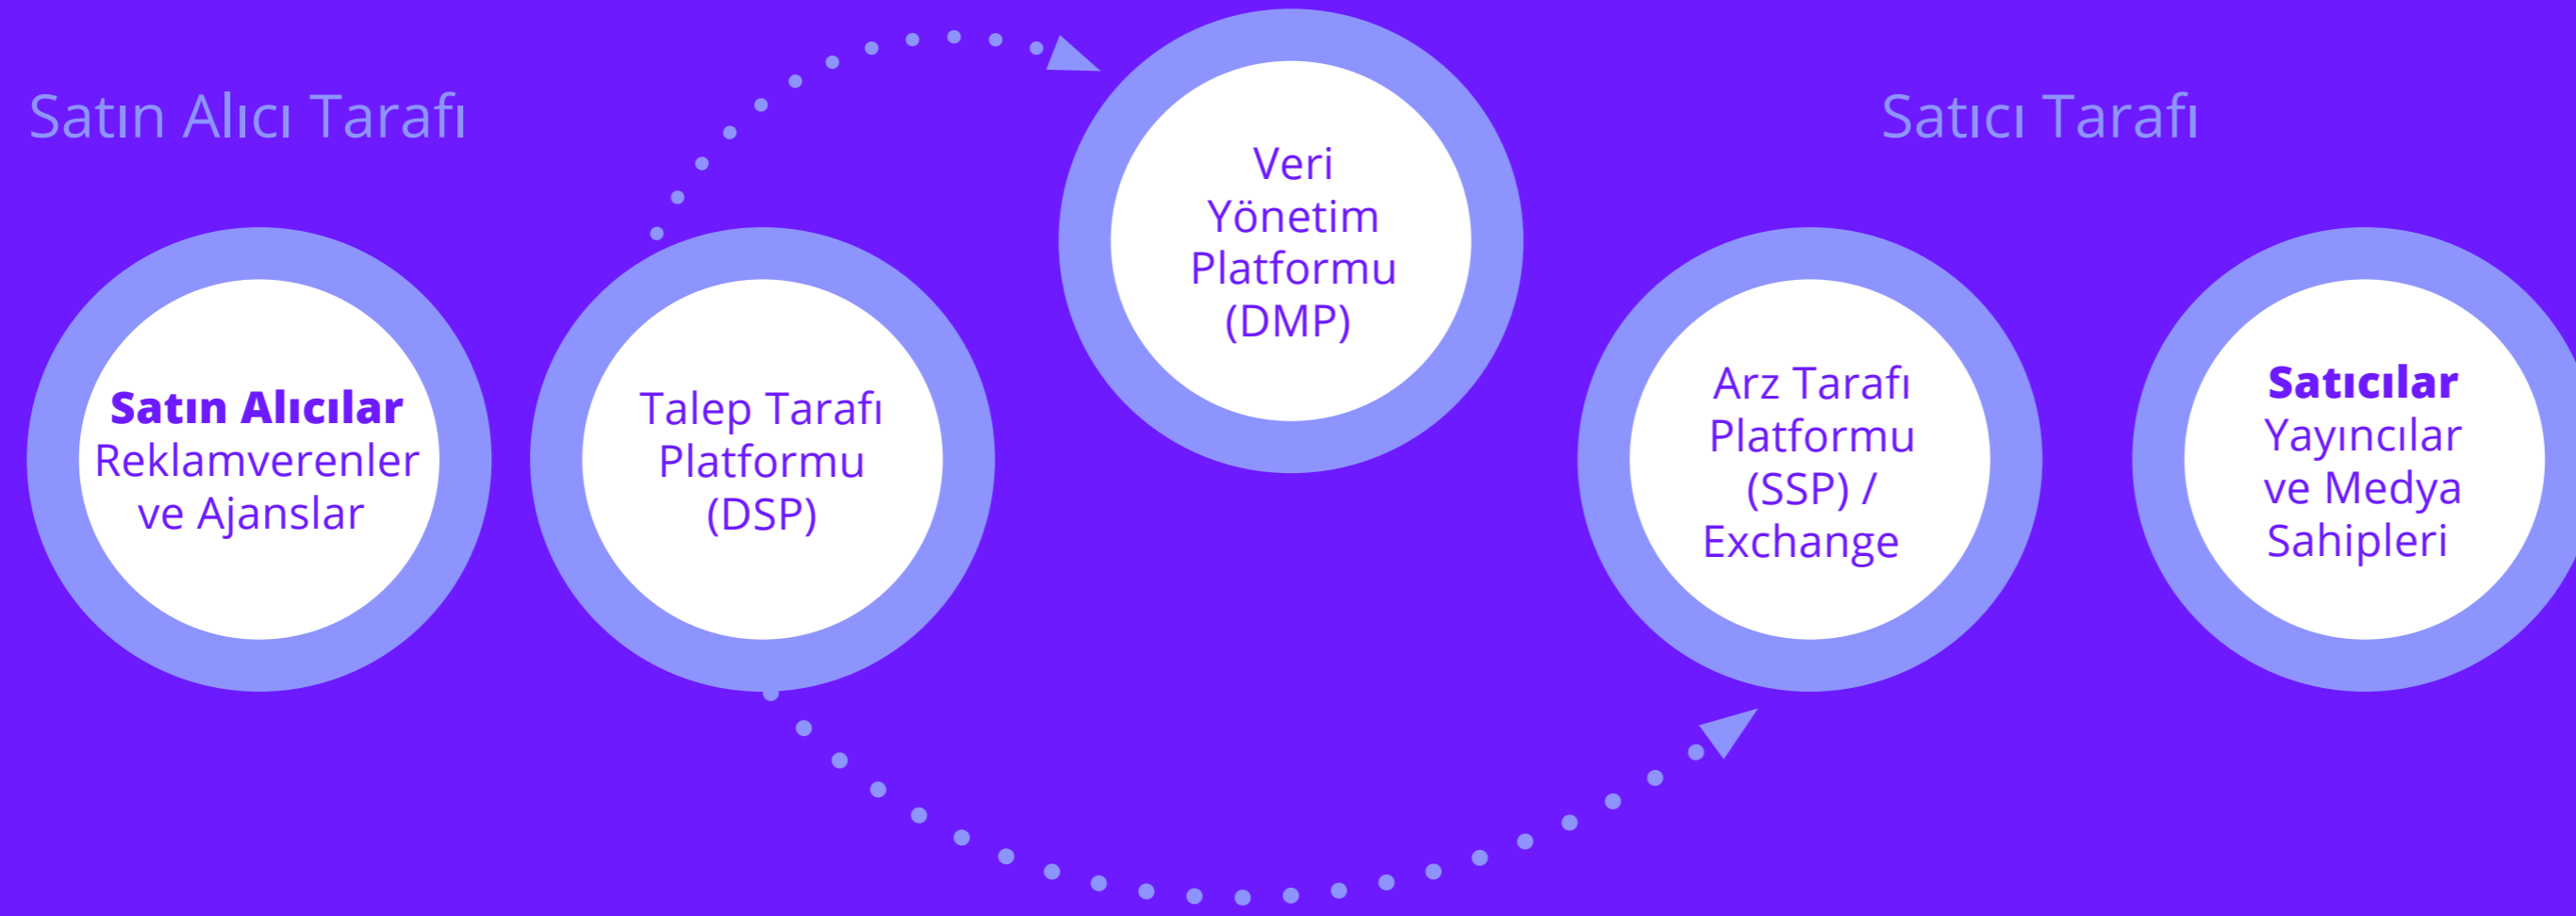 Satın Alıcı Tarafı
Satıcı Tarafı
Satın Alıcılar
Reklamverenler
ve Ajanslar
Talep Tarafı
Platformu
(DSP)
Veri
Yönetim
Platformu
(DMP)
Arz Tarafı
Platformu
(SSP) /
Exchange
Satıcılar
Yayıncılar
ve Medya
Sahipleri